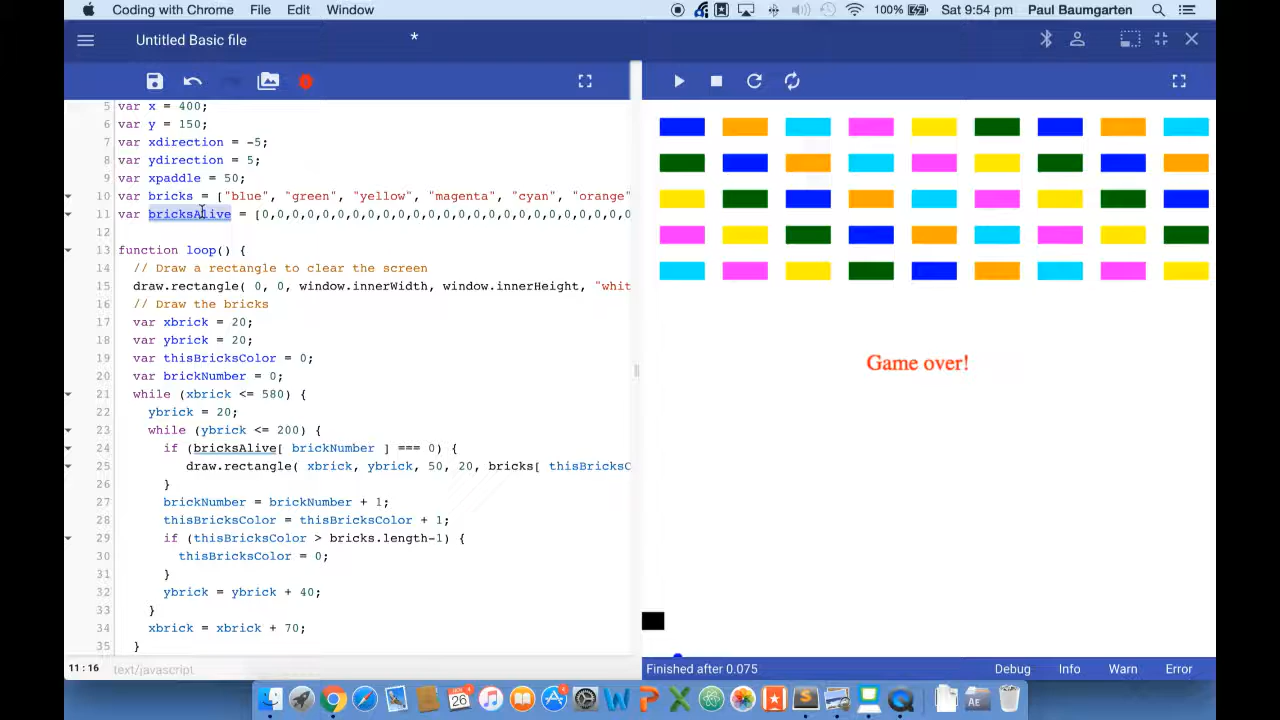 Coding with Chrome File Edit Window 100% Sat 9:54 pm Paul Baumgarten
Untitled Basic file *
5 var x = 400;
6 var y = 150;
7 var xdirection = -5;
8 var ydirection = 5;
9 var xpaddle = 50;
10 var bricks = ["blue", "green", "yellow", "magenta", "cyan", "orange"
11 var bricksAlive = [0,0,0,0,0,0,0,0,0,0,0,0,0,0,0,0,0,0,0,0,0,0,0,0,0
12
13 function loop() {
14 // Draw a rectangle to clear the screen
15 draw.rectangle( 0, 0, window.innerWidth, window.innerHeight, "whit
16 // Draw the bricks
17 var xbrick = 20;
18 var ybrick = 20;
19 var thisBricksColor = 0;
20 var brickNumber = 0;
21 while (xbrick <= 580) {
22 ybrick = 20;
23 while (ybrick <= 200) {
24 if (bricksAlive[ brickNumber ] === 0) {
25 draw.rectangle( xbrick, ybrick, 50, 20, bricks[ thisBricksC
26 }
27 brickNumber = brickNumber + 1;
28 thisBricksColor = thisBricksColor + 1;
29 if (thisBricksColor > bricks.length-1) {
30 thisBricksColor = 0;
31 }
32 ybrick = ybrick + 40;
33 }
34 xbrick = xbrick + 70;
35 }
11:16 text/javascript
Game over!
Finished after 0.075 Debug Info Warn Error